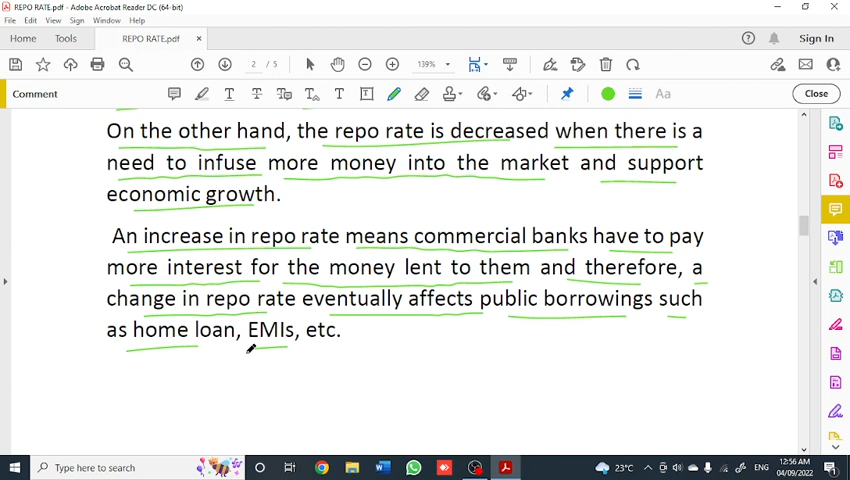 REPO RATE.pdf - Adobe Acrobat Reader DC (64-bit)
File Edit View Sign Window Help
Home Tools REPO RATE.pdf × Sign In
2 / 5 139%
Comment Close
On the other hand, the repo rate is decreased when there is a
need to infuse more money into the market and support
economic growth.
An increase in repo rate means commercial banks have to pay
more interest for the money lent to them and therefore, a
change in repo rate eventually affects public borrowings such
as home loan, EMIs, etc.
Type here to search 23°C ENG 12:56 AM
04/09/2022